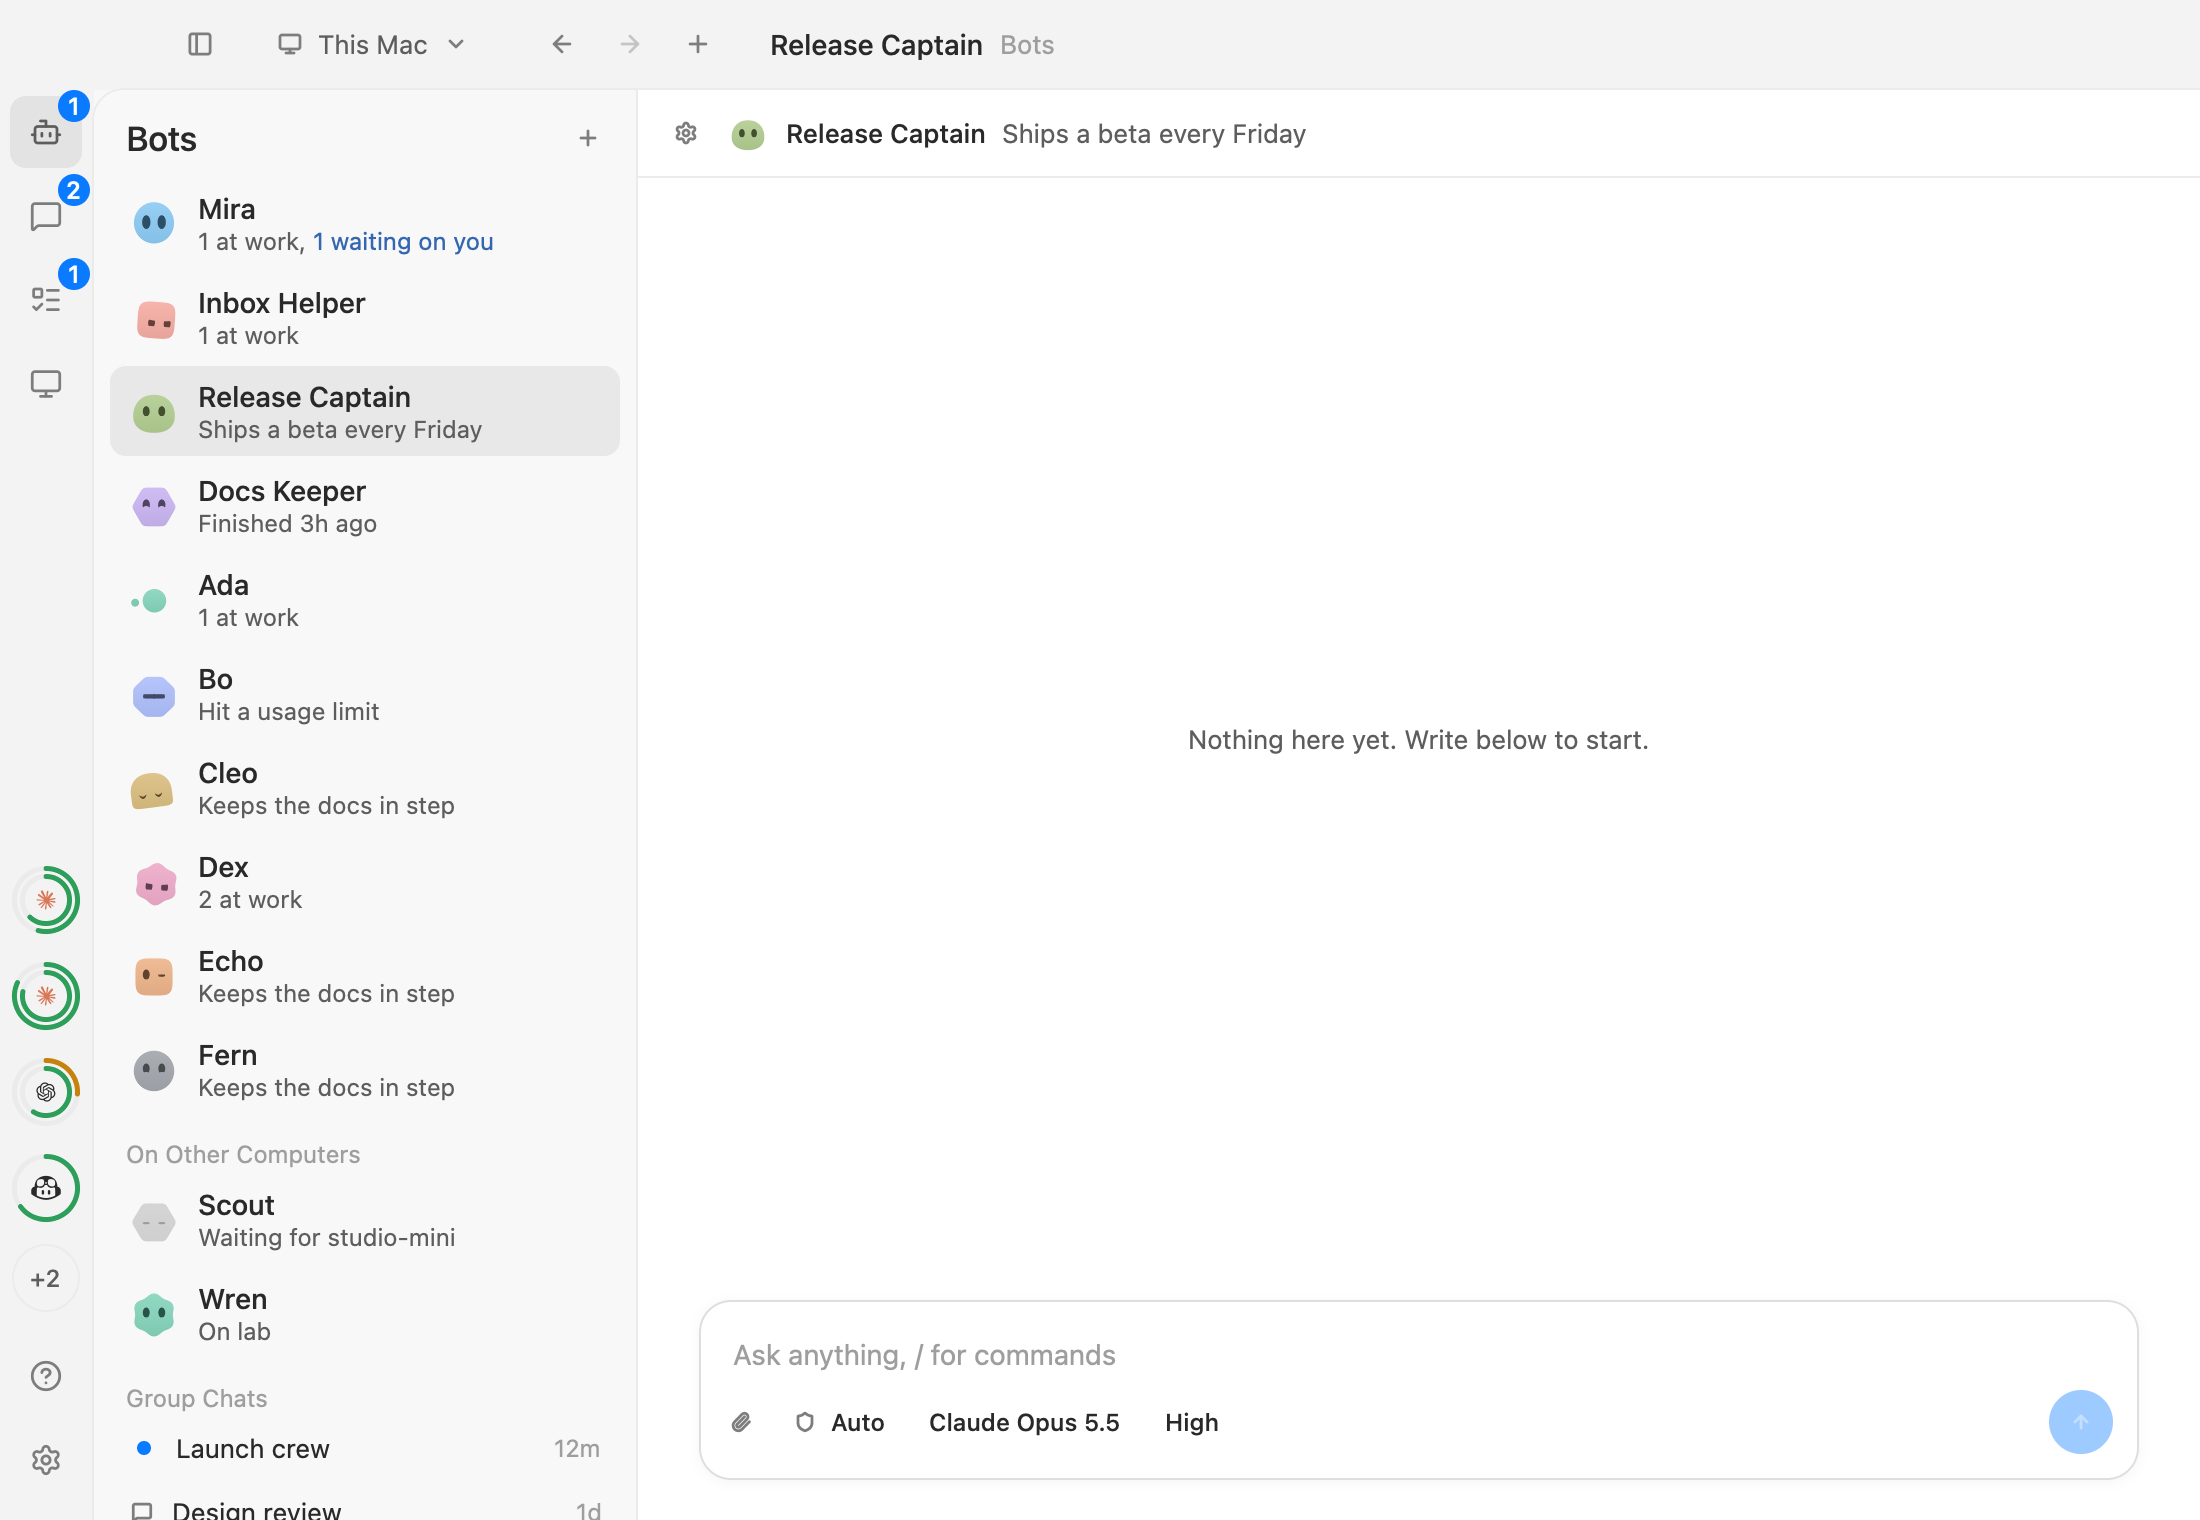 This Mac
Release Captain Bots
1
2
1
+2
Bots
Mira
1 at work, 1 waiting on you
Inbox Helper
1 at work
Release Captain
Ships a beta every Friday
Docs Keeper
Finished 3h ago
Ada
1 at work
Bo
Hit a usage limit
Cleo
Keeps the docs in step
Dex
2 at work
Echo
Keeps the docs in step
Fern
Keeps the docs in step
On Other Computers
Scout
Waiting for studio-mini
Wren
On lab
Group Chats
Launch crew 12m
Design review 1d
Release Captain Ships a beta every Friday
Nothing here yet. Write below to start.
Ask anything, / for commands
Auto Claude Opus 5.5 High